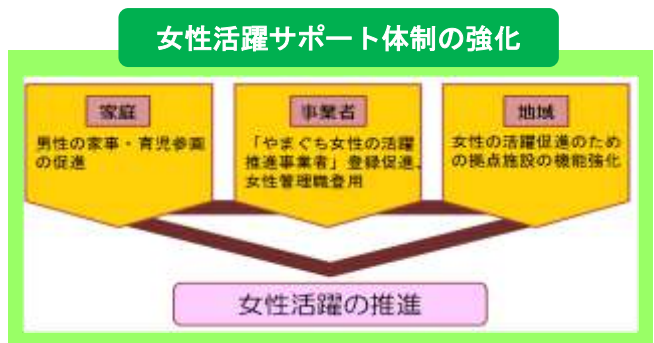 女性活躍サポート体制の強化
家庭
男性の家事・育児参画
の促進
事業者
「やまぐち女性の活躍
推進事業者」登録促進、
女性管理職登用
地域
女性の活躍促進のため
の拠点施設の機能強化
女性活躍の推進